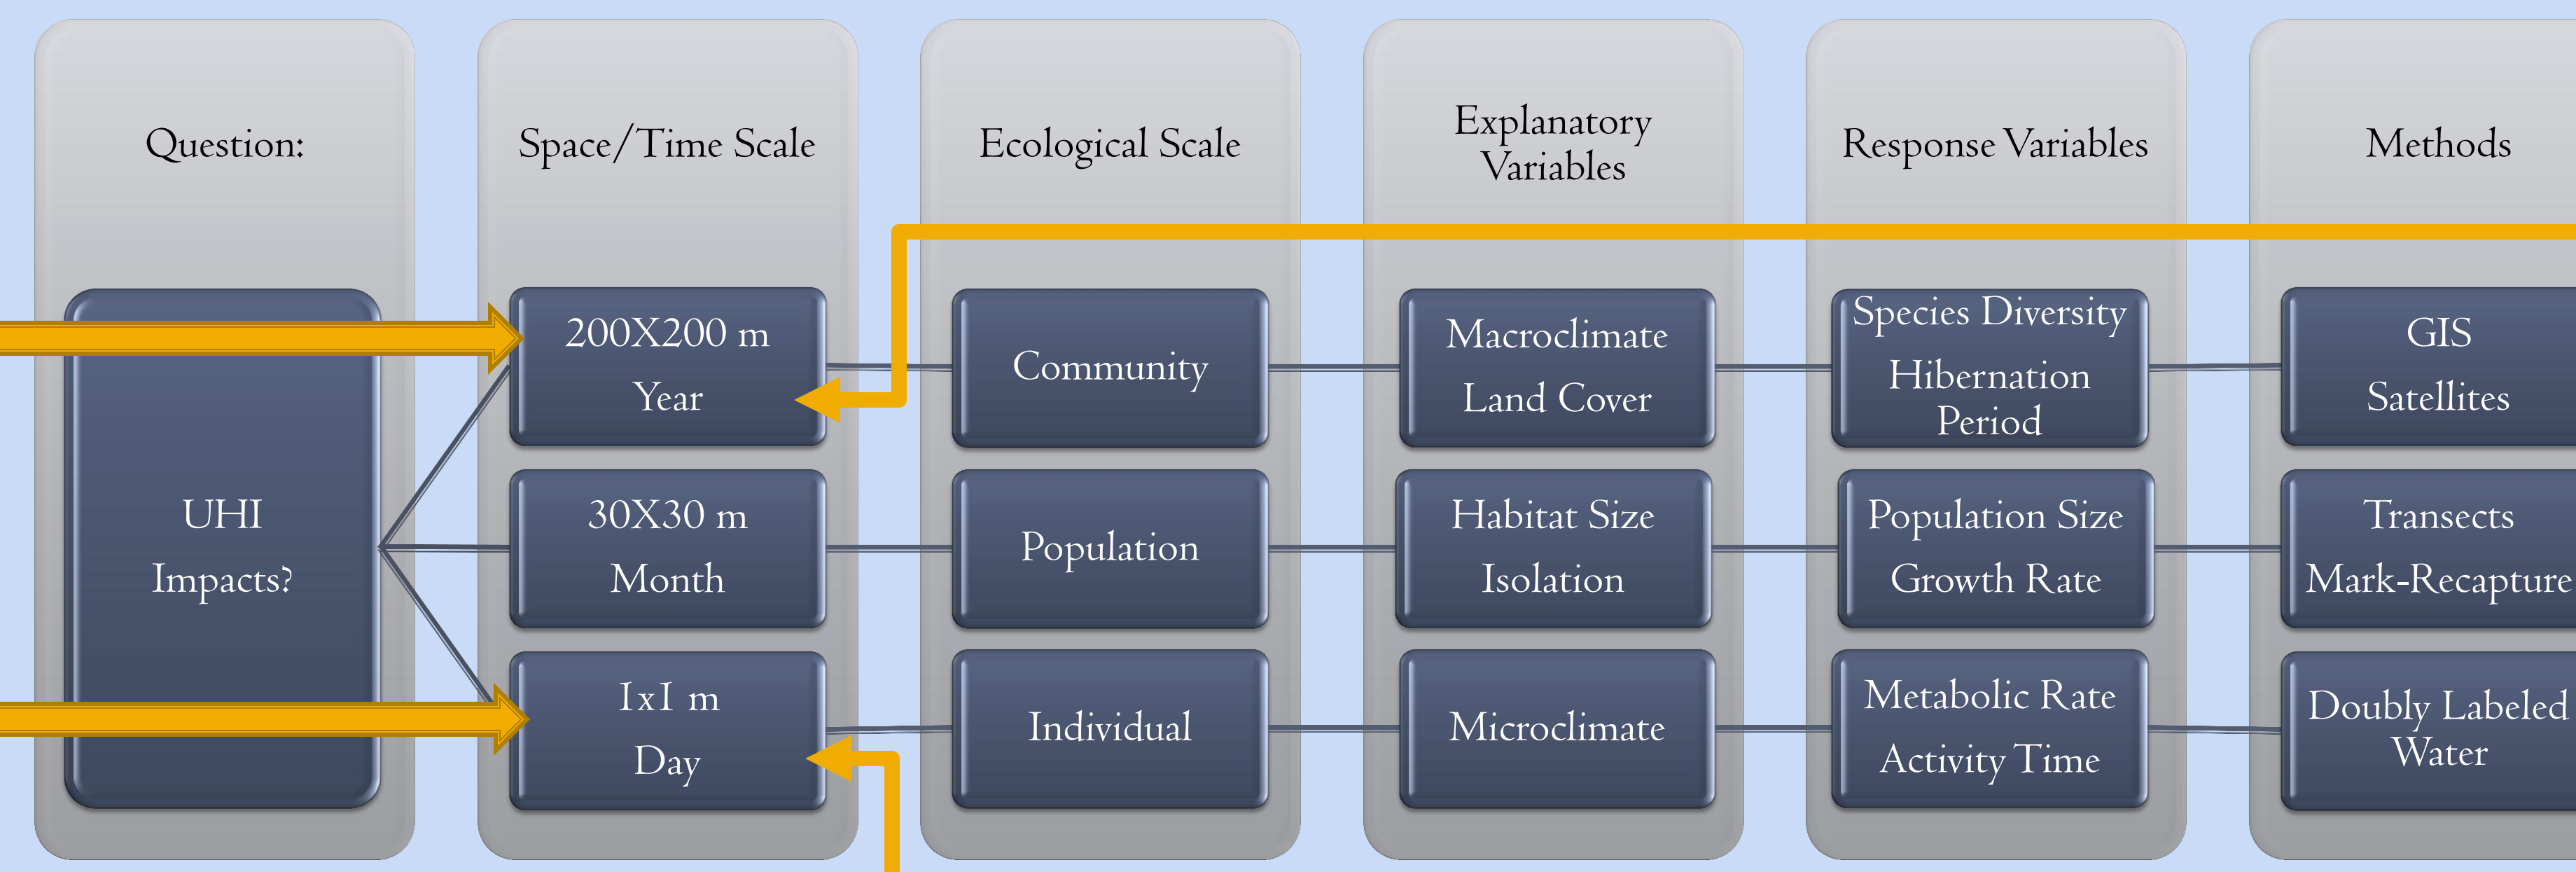 Question:
Space/Time Scale
Ecological Scale
Explanatory
Variables
Response Variables
Methods
UHI
Impacts?
200X200 m
Year
Community
Macroclimate
Land Cover
Species Diversity
Hibernation
Period
GIS
Satellites
30X30 m
Month
Population
Habitat Size
Isolation
Population Size
Growth Rate
Transects
Mark-Recapture
1x1 m
Day
Individual
Microclimate
Metabolic Rate
Activity Time
Doubly Labeled
Water